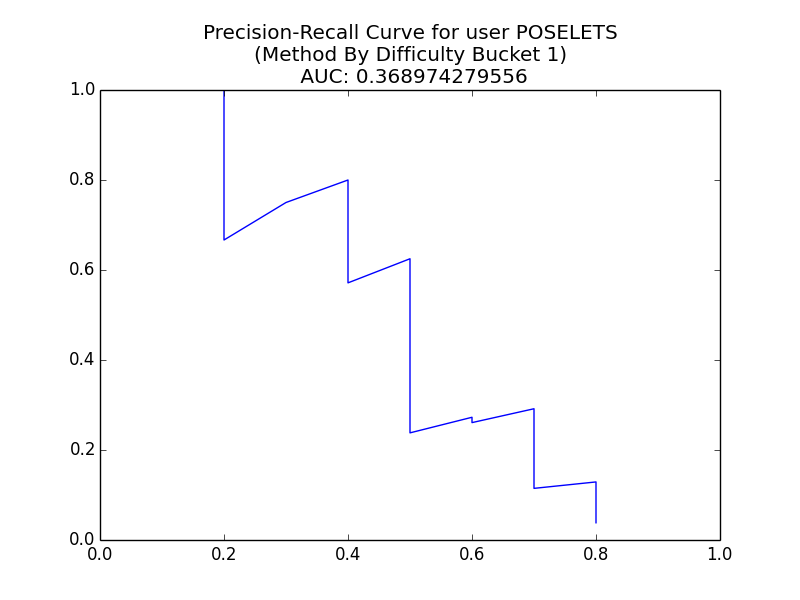 Precision-Recall Curve for user POSELETS
(Method By Difficulty Bucket 1)
AUC: 0.368974279556
1.0
0.8
0.6
0.4
0.2
0.0
0.0 0.2 0.4 0.6 0.8 1.0